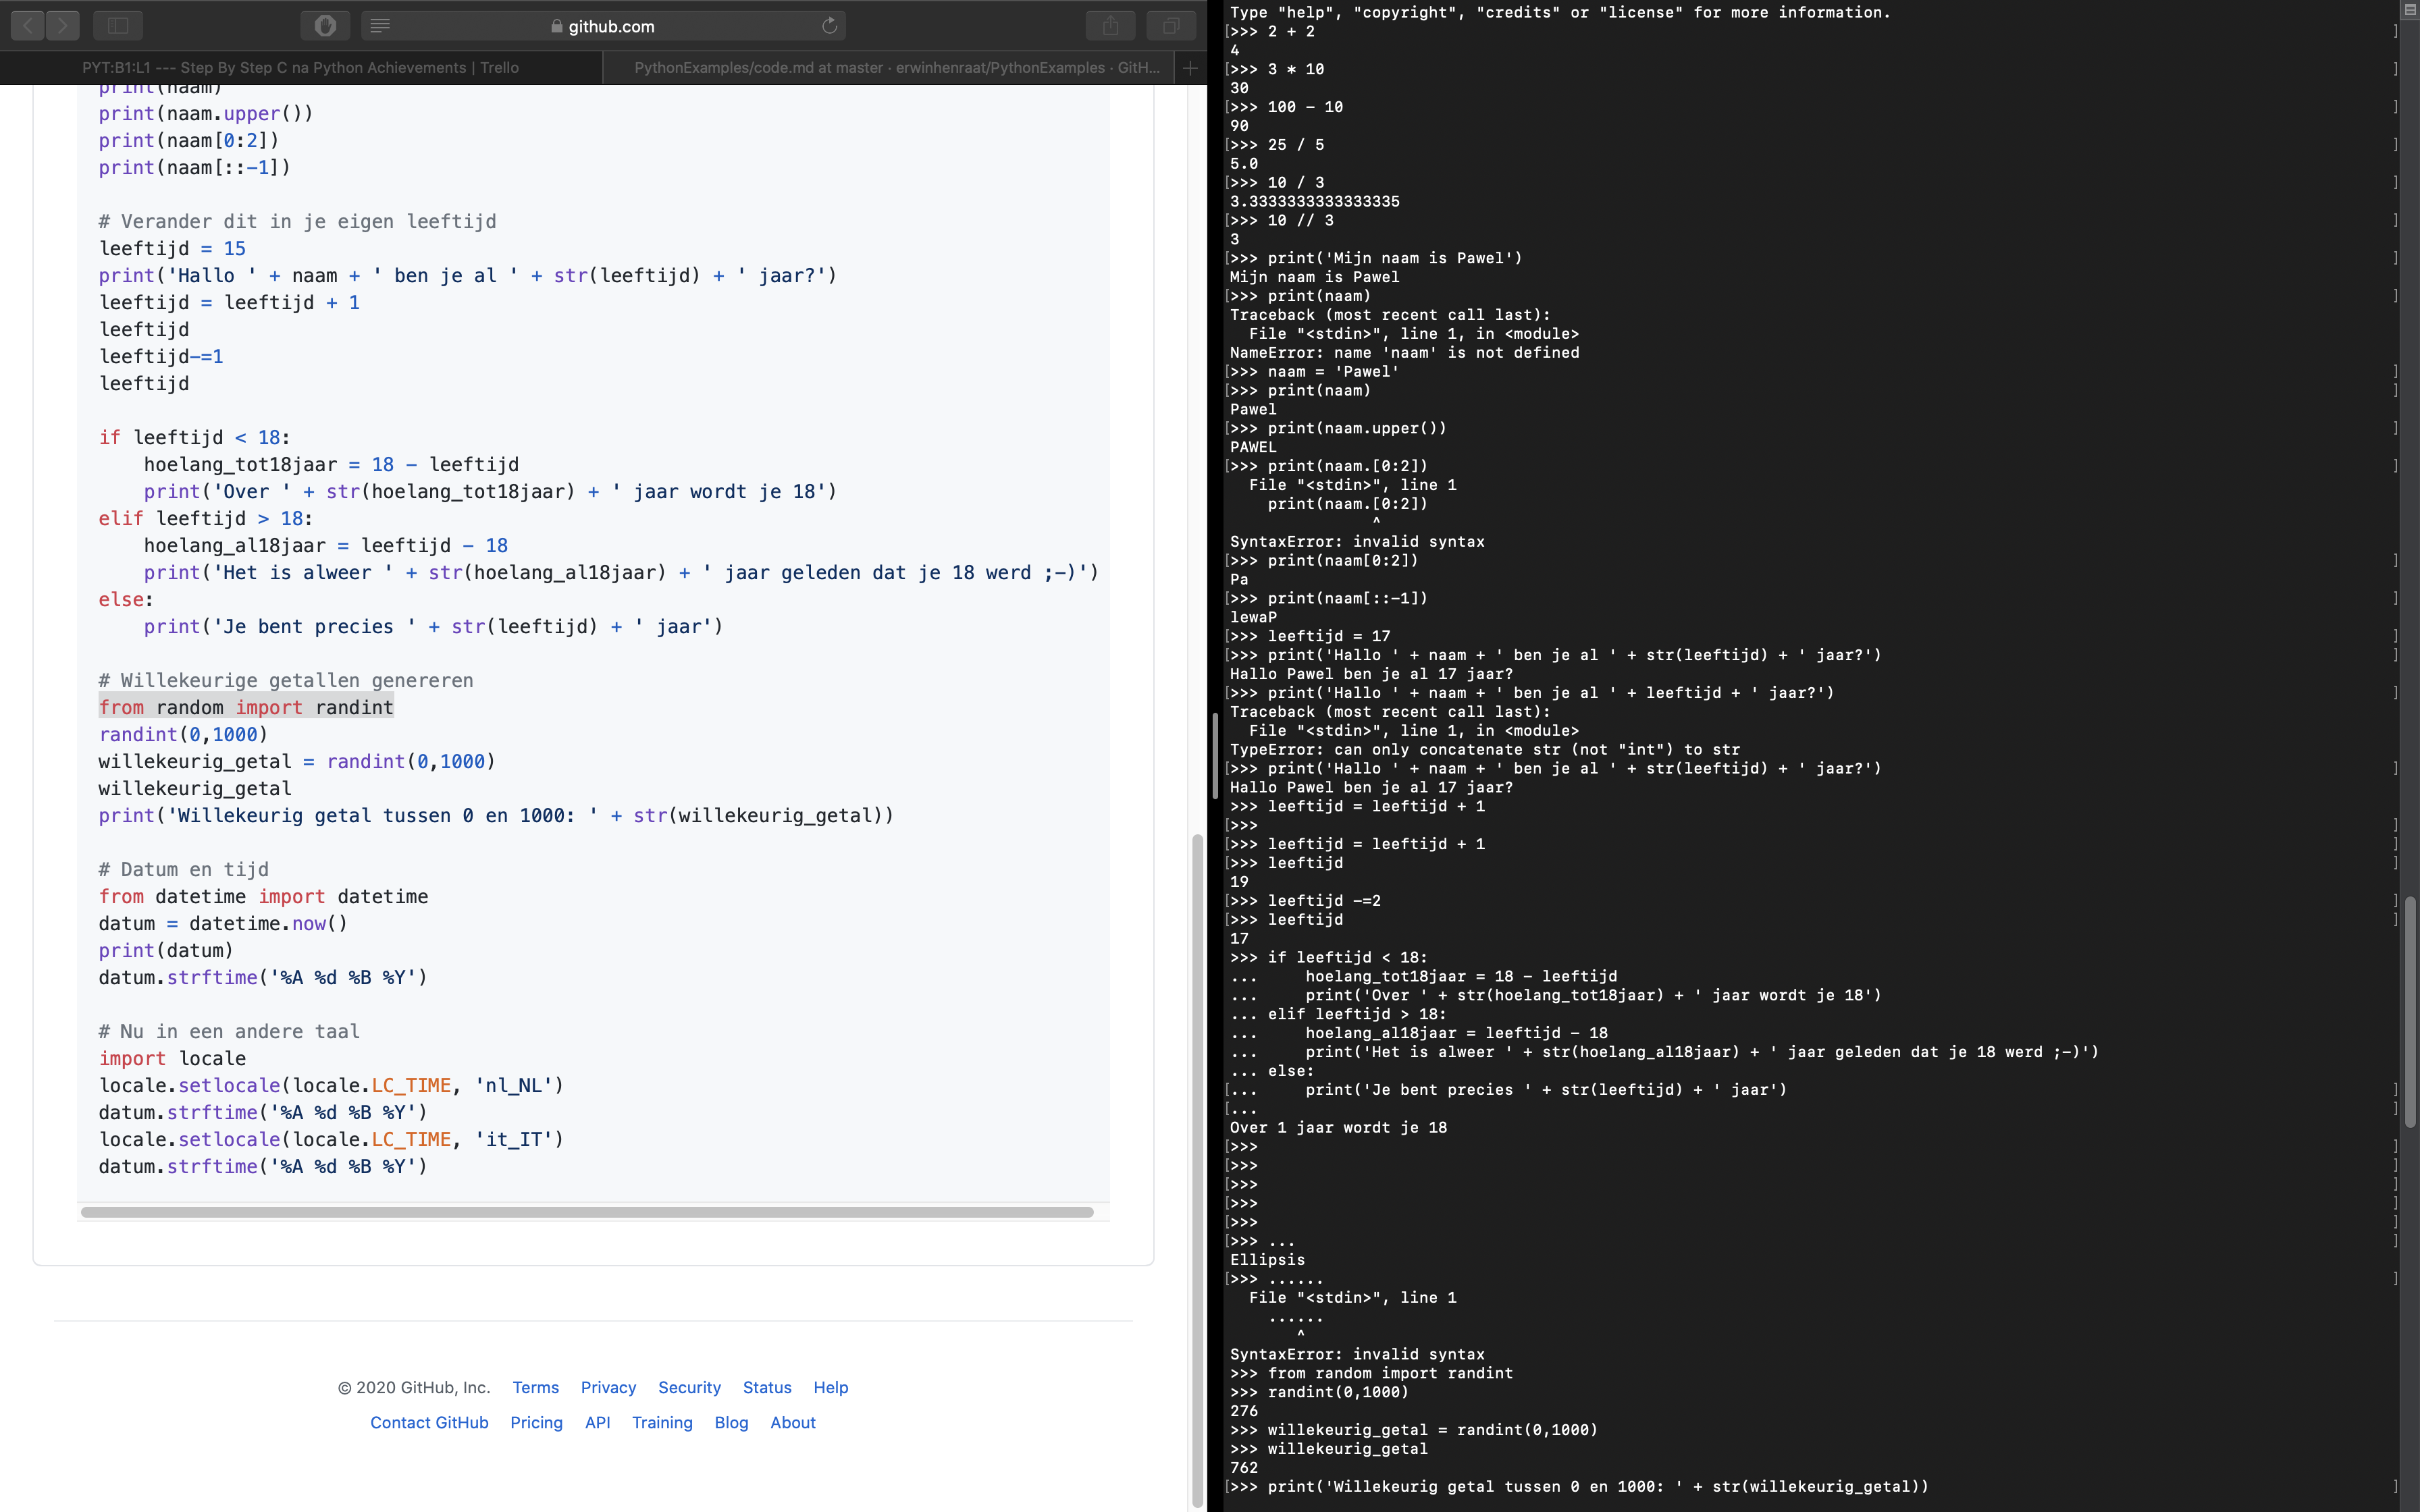 github.com
PYT:B1:L1 --- Step By Step C na Python Achievements | Trello
PythonExamples/code.md at master · erwinhenraat/PythonExamples · GitH...
print(naam)
print(naam.upper())
print(naam[0:2])
print(naam[::-1])
# Verander dit in je eigen leeftijd
leeftijd = 15
print('Hallo ' + naam + ' ben je al ' + str(leeftijd) + ' jaar?')
leeftijd = leeftijd + 1
leeftijd
leeftijd-=1
leeftijd
if leeftijd < 18:
    hoelang_tot18jaar = 18 - leeftijd
    print('Over ' + str(hoelang_tot18jaar) + ' jaar wordt je 18')
elif leeftijd > 18:
    hoelang_al18jaar = leeftijd - 18
    print('Het is alweer ' + str(hoelang_al18jaar) + ' jaar geleden dat je 18 werd ;-)')
else:
    print('Je bent precies ' + str(leeftijd) + ' jaar')
# Willekeurige getallen genereren
from random import randint
randint(0,1000)
willekeurig_getal = randint(0,1000)
willekeurig_getal
print('Willekeurig getal tussen 0 en 1000: ' + str(willekeurig_getal))
# Datum en tijd
from datetime import datetime
datum = datetime.now()
print(datum)
datum.strftime('%A %d %B %Y')
# Nu in een andere taal
import locale
locale.setlocale(locale.LC_TIME, 'nl_NL')
datum.strftime('%A %d %B %Y')
locale.setlocale(locale.LC_TIME, 'it_IT')
datum.strftime('%A %d %B %Y')
© 2020 GitHub, Inc. Terms Privacy Security Status Help
Contact GitHub Pricing API Training Blog About
Type "help", "copyright", "credits" or "license" for more information.
[>>> 2 + 2 ]
4
[>>> 3 * 10 ]
30
[>>> 100 - 10 ]
90
[>>> 25 / 5 ]
5.0
[>>> 10 / 3 ]
3.3333333333333335
[>>> 10 // 3 ]
3
[>>> print('Mijn naam is Pawel') ]
Mijn naam is Pawel
[>>> print(naam) ]
Traceback (most recent call last):
  File "<stdin>", line 1, in <module>
NameError: name 'naam' is not defined
[>>> naam = 'Pawel' ]
[>>> print(naam) ]
Pawel
[>>> print(naam.upper()) ]
PAWEL
[>>> print(naam.[0:2]) ]
  File "<stdin>", line 1
    print(naam.[0:2])
               ^
SyntaxError: invalid syntax
[>>> print(naam[0:2]) ]
Pa
[>>> print(naam[::-1]) ]
lewaP
[>>> leeftijd = 17 ]
[>>> print('Hallo ' + naam + ' ben je al ' + str(leeftijd) + ' jaar?') ]
Hallo Pawel ben je al 17 jaar?
[>>> print('Hallo ' + naam + ' ben je al ' + leeftijd + ' jaar?') ]
Traceback (most recent call last):
  File "<stdin>", line 1, in <module>
TypeError: can only concatenate str (not "int") to str
[>>> print('Hallo ' + naam + ' ben je al ' + str(leeftijd) + ' jaar?') ]
Hallo Pawel ben je al 17 jaar?
>>> leeftijd = leeftijd + 1
[>>> ]
[>>> leeftijd = leeftijd + 1 ]
[>>> leeftijd ]
19
[>>> leeftijd -=2 ]
[>>> leeftijd ]
17
>>> if leeftijd < 18:
...     hoelang_tot18jaar = 18 - leeftijd
...     print('Over ' + str(hoelang_tot18jaar) + ' jaar wordt je 18')
... elif leeftijd > 18:
...     hoelang_al18jaar = leeftijd - 18
...     print('Het is alweer ' + str(hoelang_al18jaar) + ' jaar geleden dat je 18 werd ;-)')
... else:
[...     print('Je bent precies ' + str(leeftijd) + ' jaar') ]
[... ]
Over 1 jaar wordt je 18
[>>> ]
[>>> ]
[>>> ]
[>>> ]
[>>> ]
[>>> ... ]
Ellipsis
[>>> ...... ]
  File "<stdin>", line 1
    ......
       ^
SyntaxError: invalid syntax
>>> from random import randint
>>> randint(0,1000)
276
>>> willekeurig_getal = randint(0,1000)
>>> willekeurig_getal
762
[>>> print('Willekeurig getal tussen 0 en 1000: ' + str(willekeurig_getal)) ]